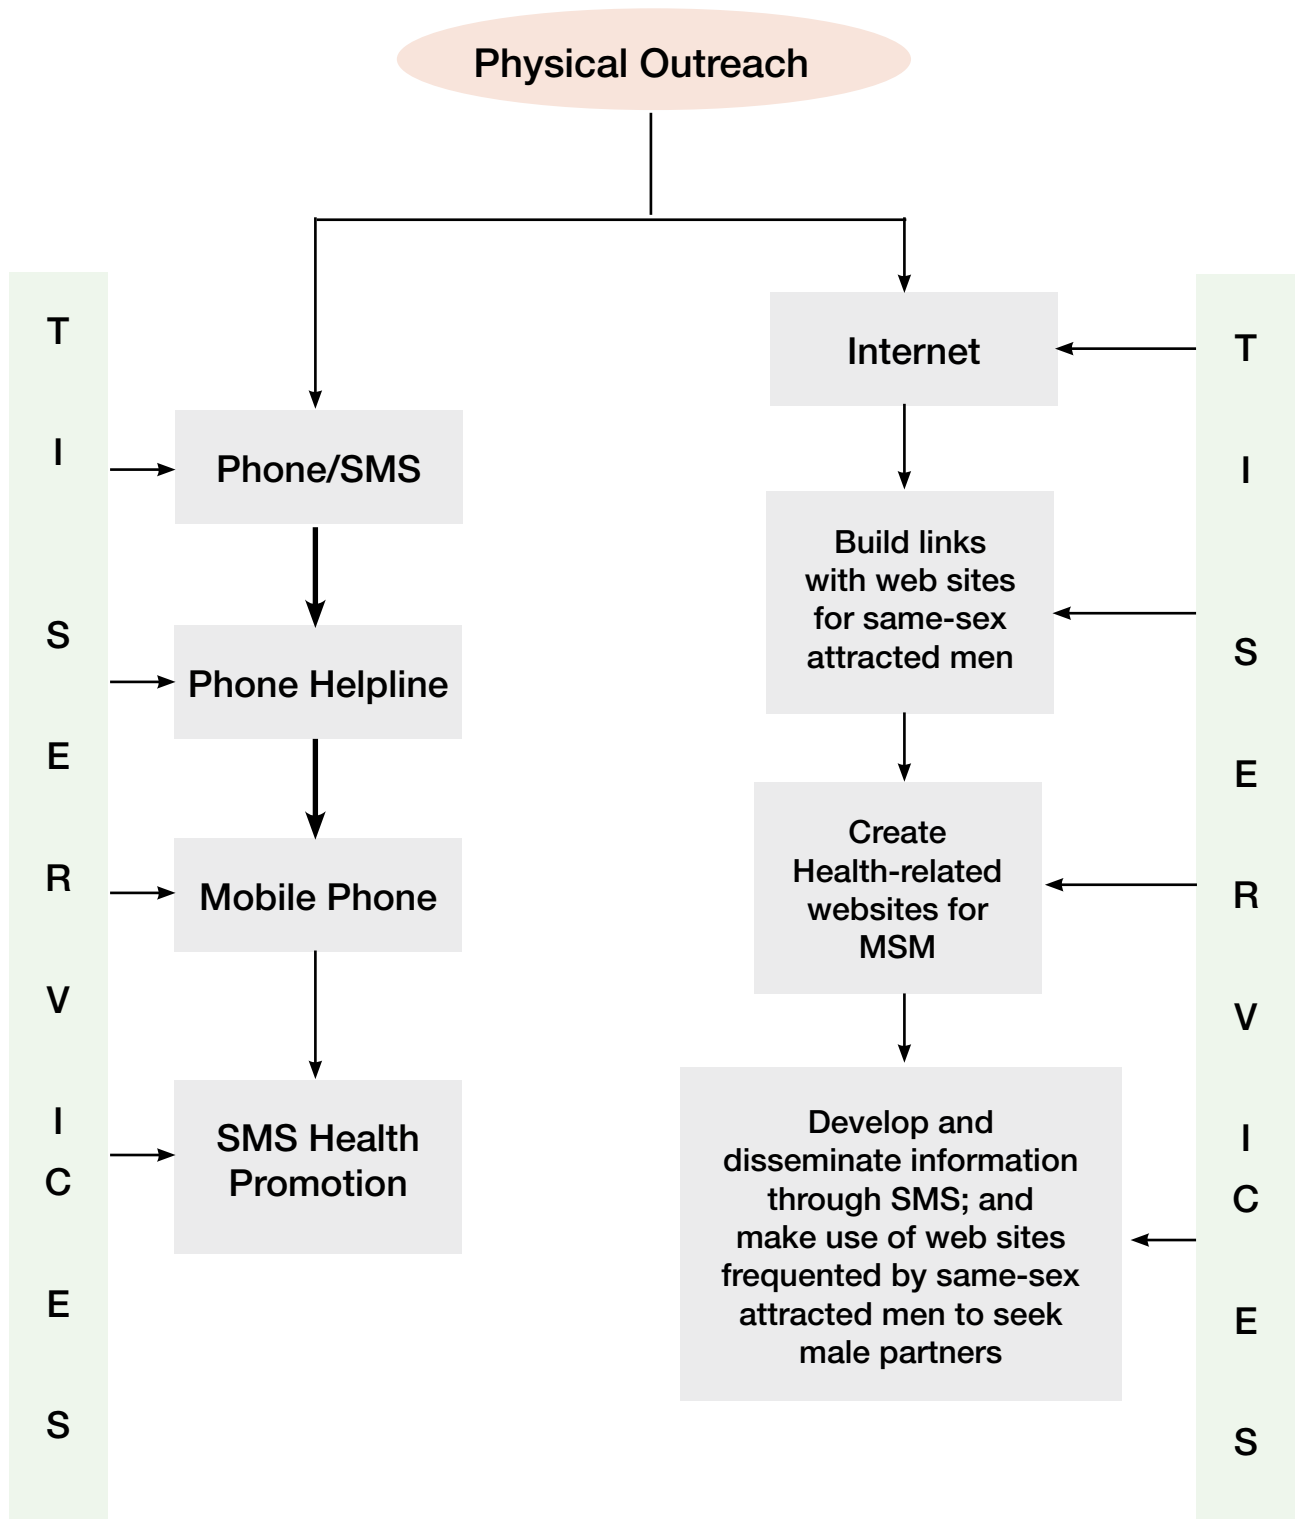 Physical Outreach
T
I
S
E
R
V
I
C
E
S
Phone/SMS
Phone Helpline
Mobile Phone
SMS Health
Promotion
Internet
Build links
with web sites
for same-sex
attracted men
Create
Health-related
websites for
MSM
Develop and
disseminate information
through SMS; and
make use of web sites
frequented by same-sex
attracted men to seek
male partners
T
I
S
E
R
V
I
C
E
S